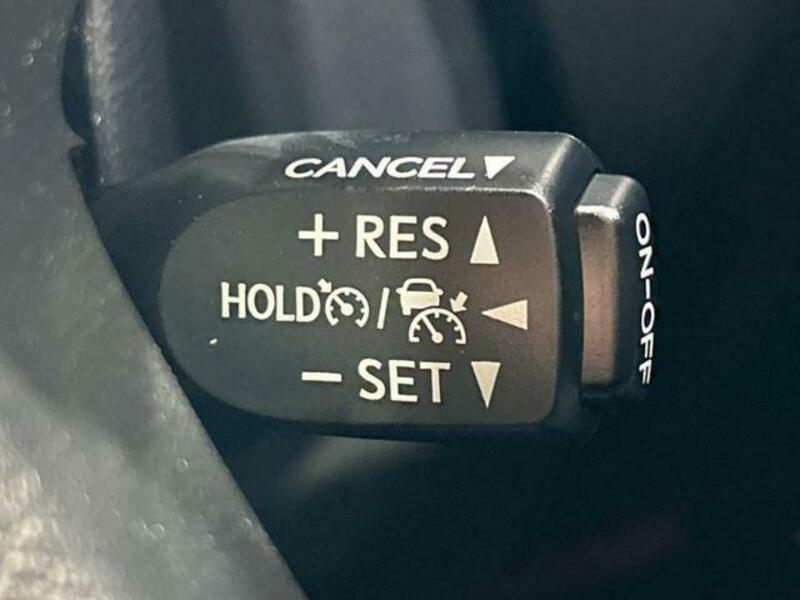 CANCEL
+ RES
HOLD /
- SET
ON-OFF